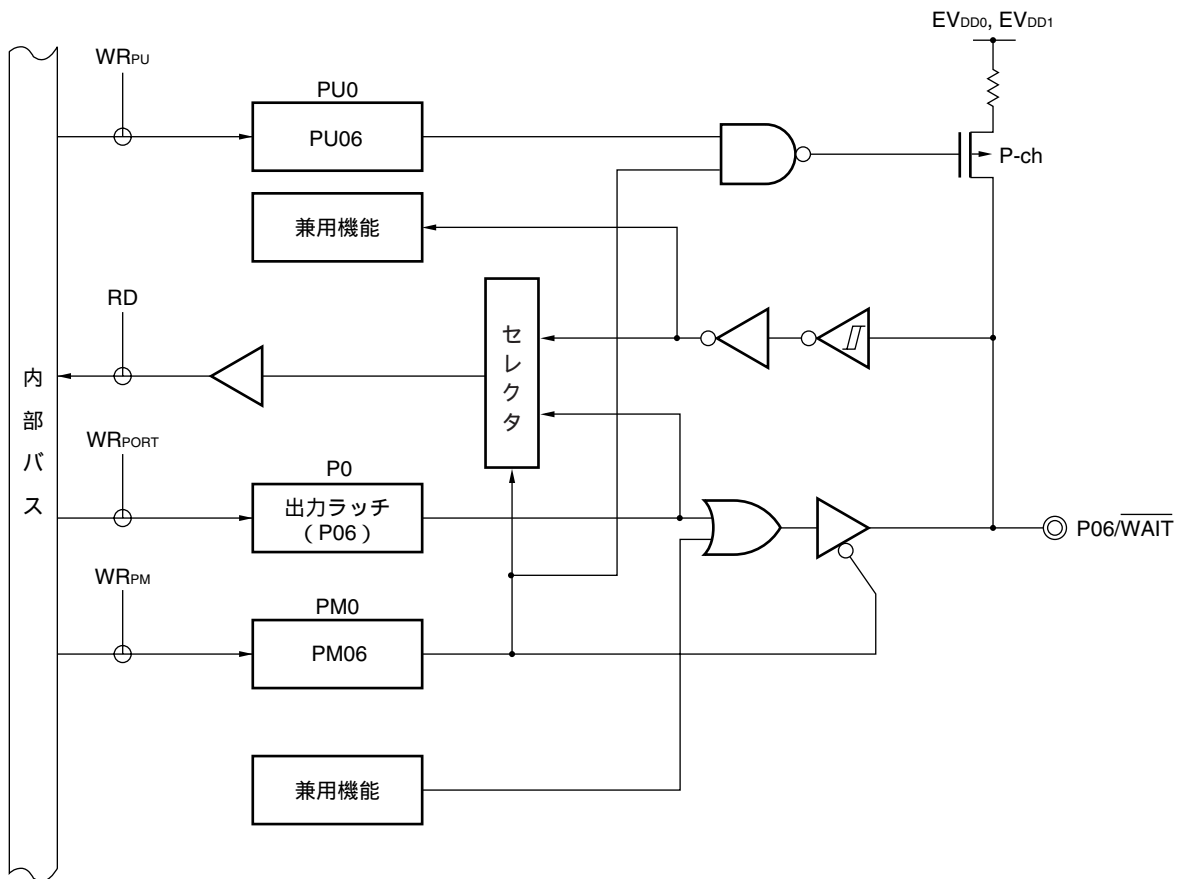 EVDD0, EVDD1
WRPU
PU0
PU06
P-ch
兼用機能
RD
セレクタ
内部バス
WRPORT
P0
出力ラッチ
(P06)
P06/WAIT
WRPM
PM0
PM06
兼用機能